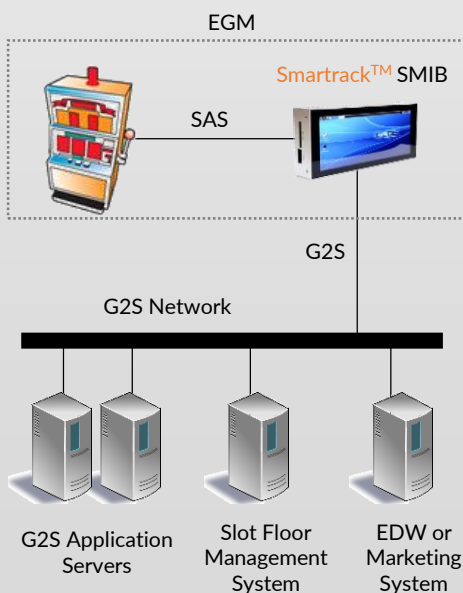 EGM
Smartrack™ SMIB
SAS
G2S
G2S Network
G2S Application
Servers
Slot Floor
Management
System
EDW or
Marketing
System